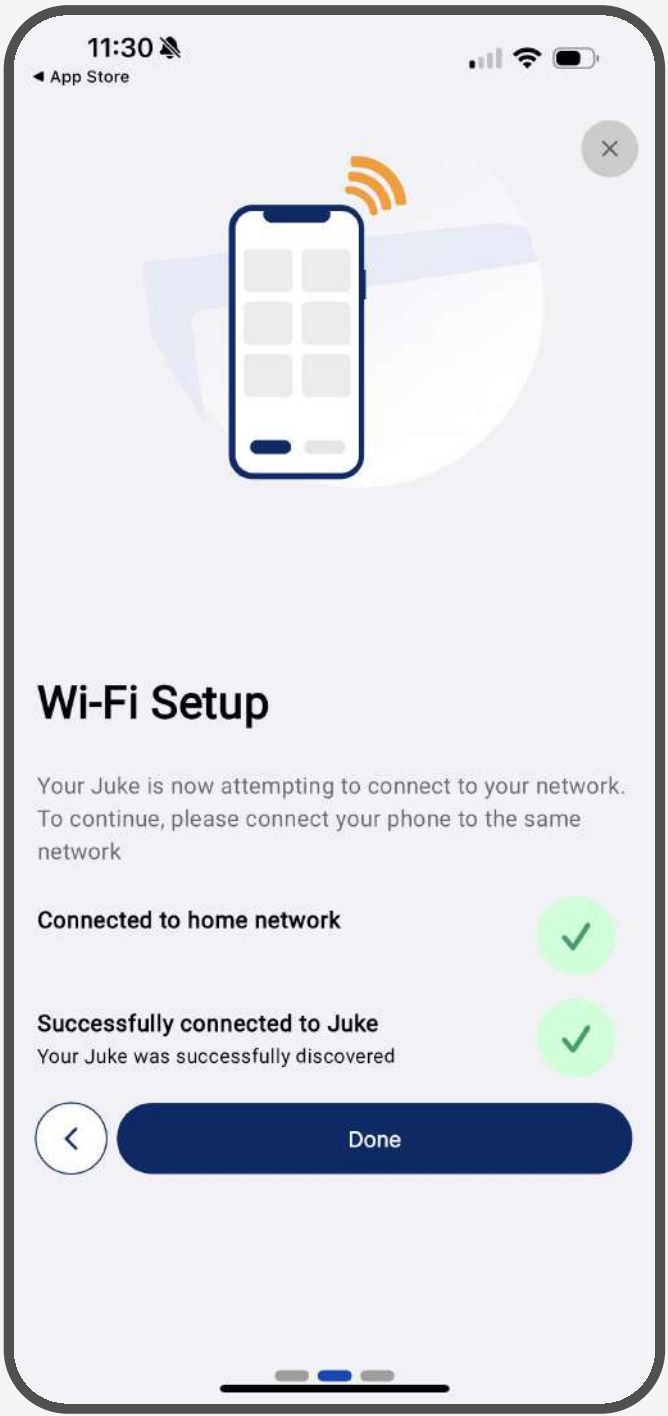 11:30
◀ App Store
Wi-Fi Setup
Your Juke is now attempting to connect to your network.
To continue, please connect your phone to the same
network
Connected to home network
Successfully connected to Juke
Your Juke was successfully discovered
Done